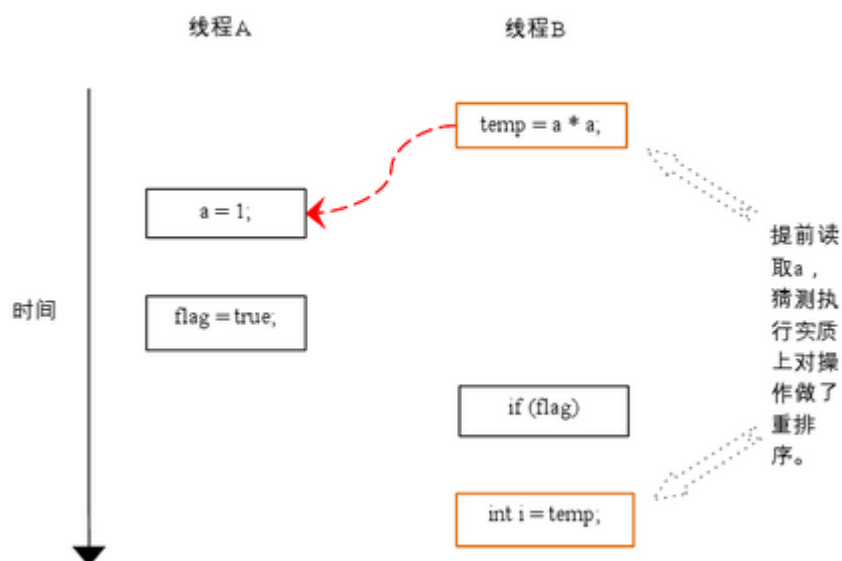 线程A
线程B
temp = a * a;
a = 1;
提前读
取a，
猜测执
行实质
上对操
作做了
重排
序。
时间
flag = true;
if (flag)
int i = temp;